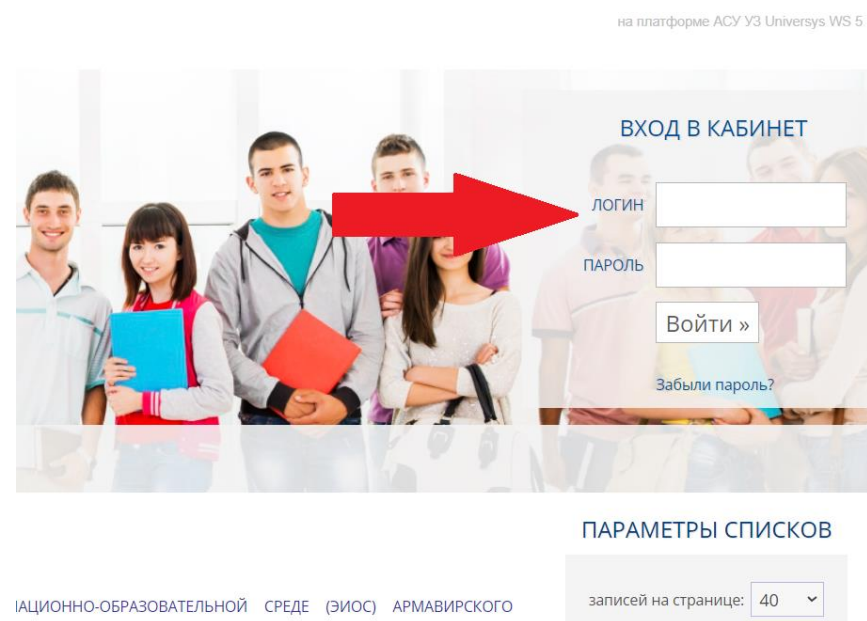 на платформе АСУ УЗ Universys WS 5
ВХОД В КАБИНЕТ
ЛОГИН
ПАРОЛЬ
Войти »
Забыли пароль?
ПАРАМЕТРЫ СПИСКОВ
записей на странице: 40
ОБРАЗОВАТЕЛЬНОЙ СРЕДЕ (ЭИОС) АРМАВИРСКОГО